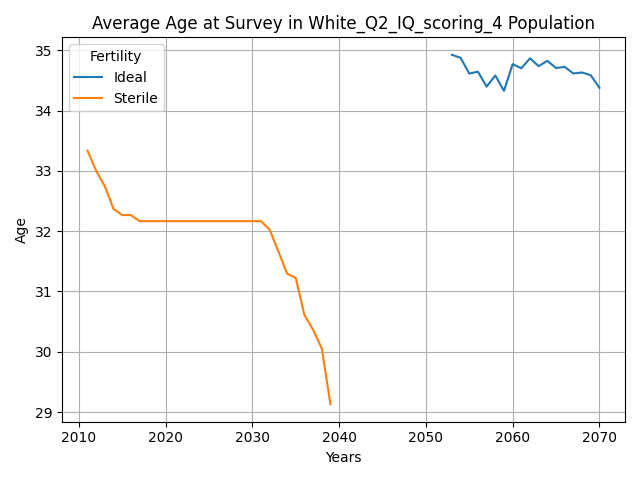 Average Age at Survey in White_Q2_IQ_scoring_4 Population
Fertility
Ideal
Sterile
Age
35
34
33
32
31
30
29
2010 2020 2030 2040 2050 2060 2070
Years